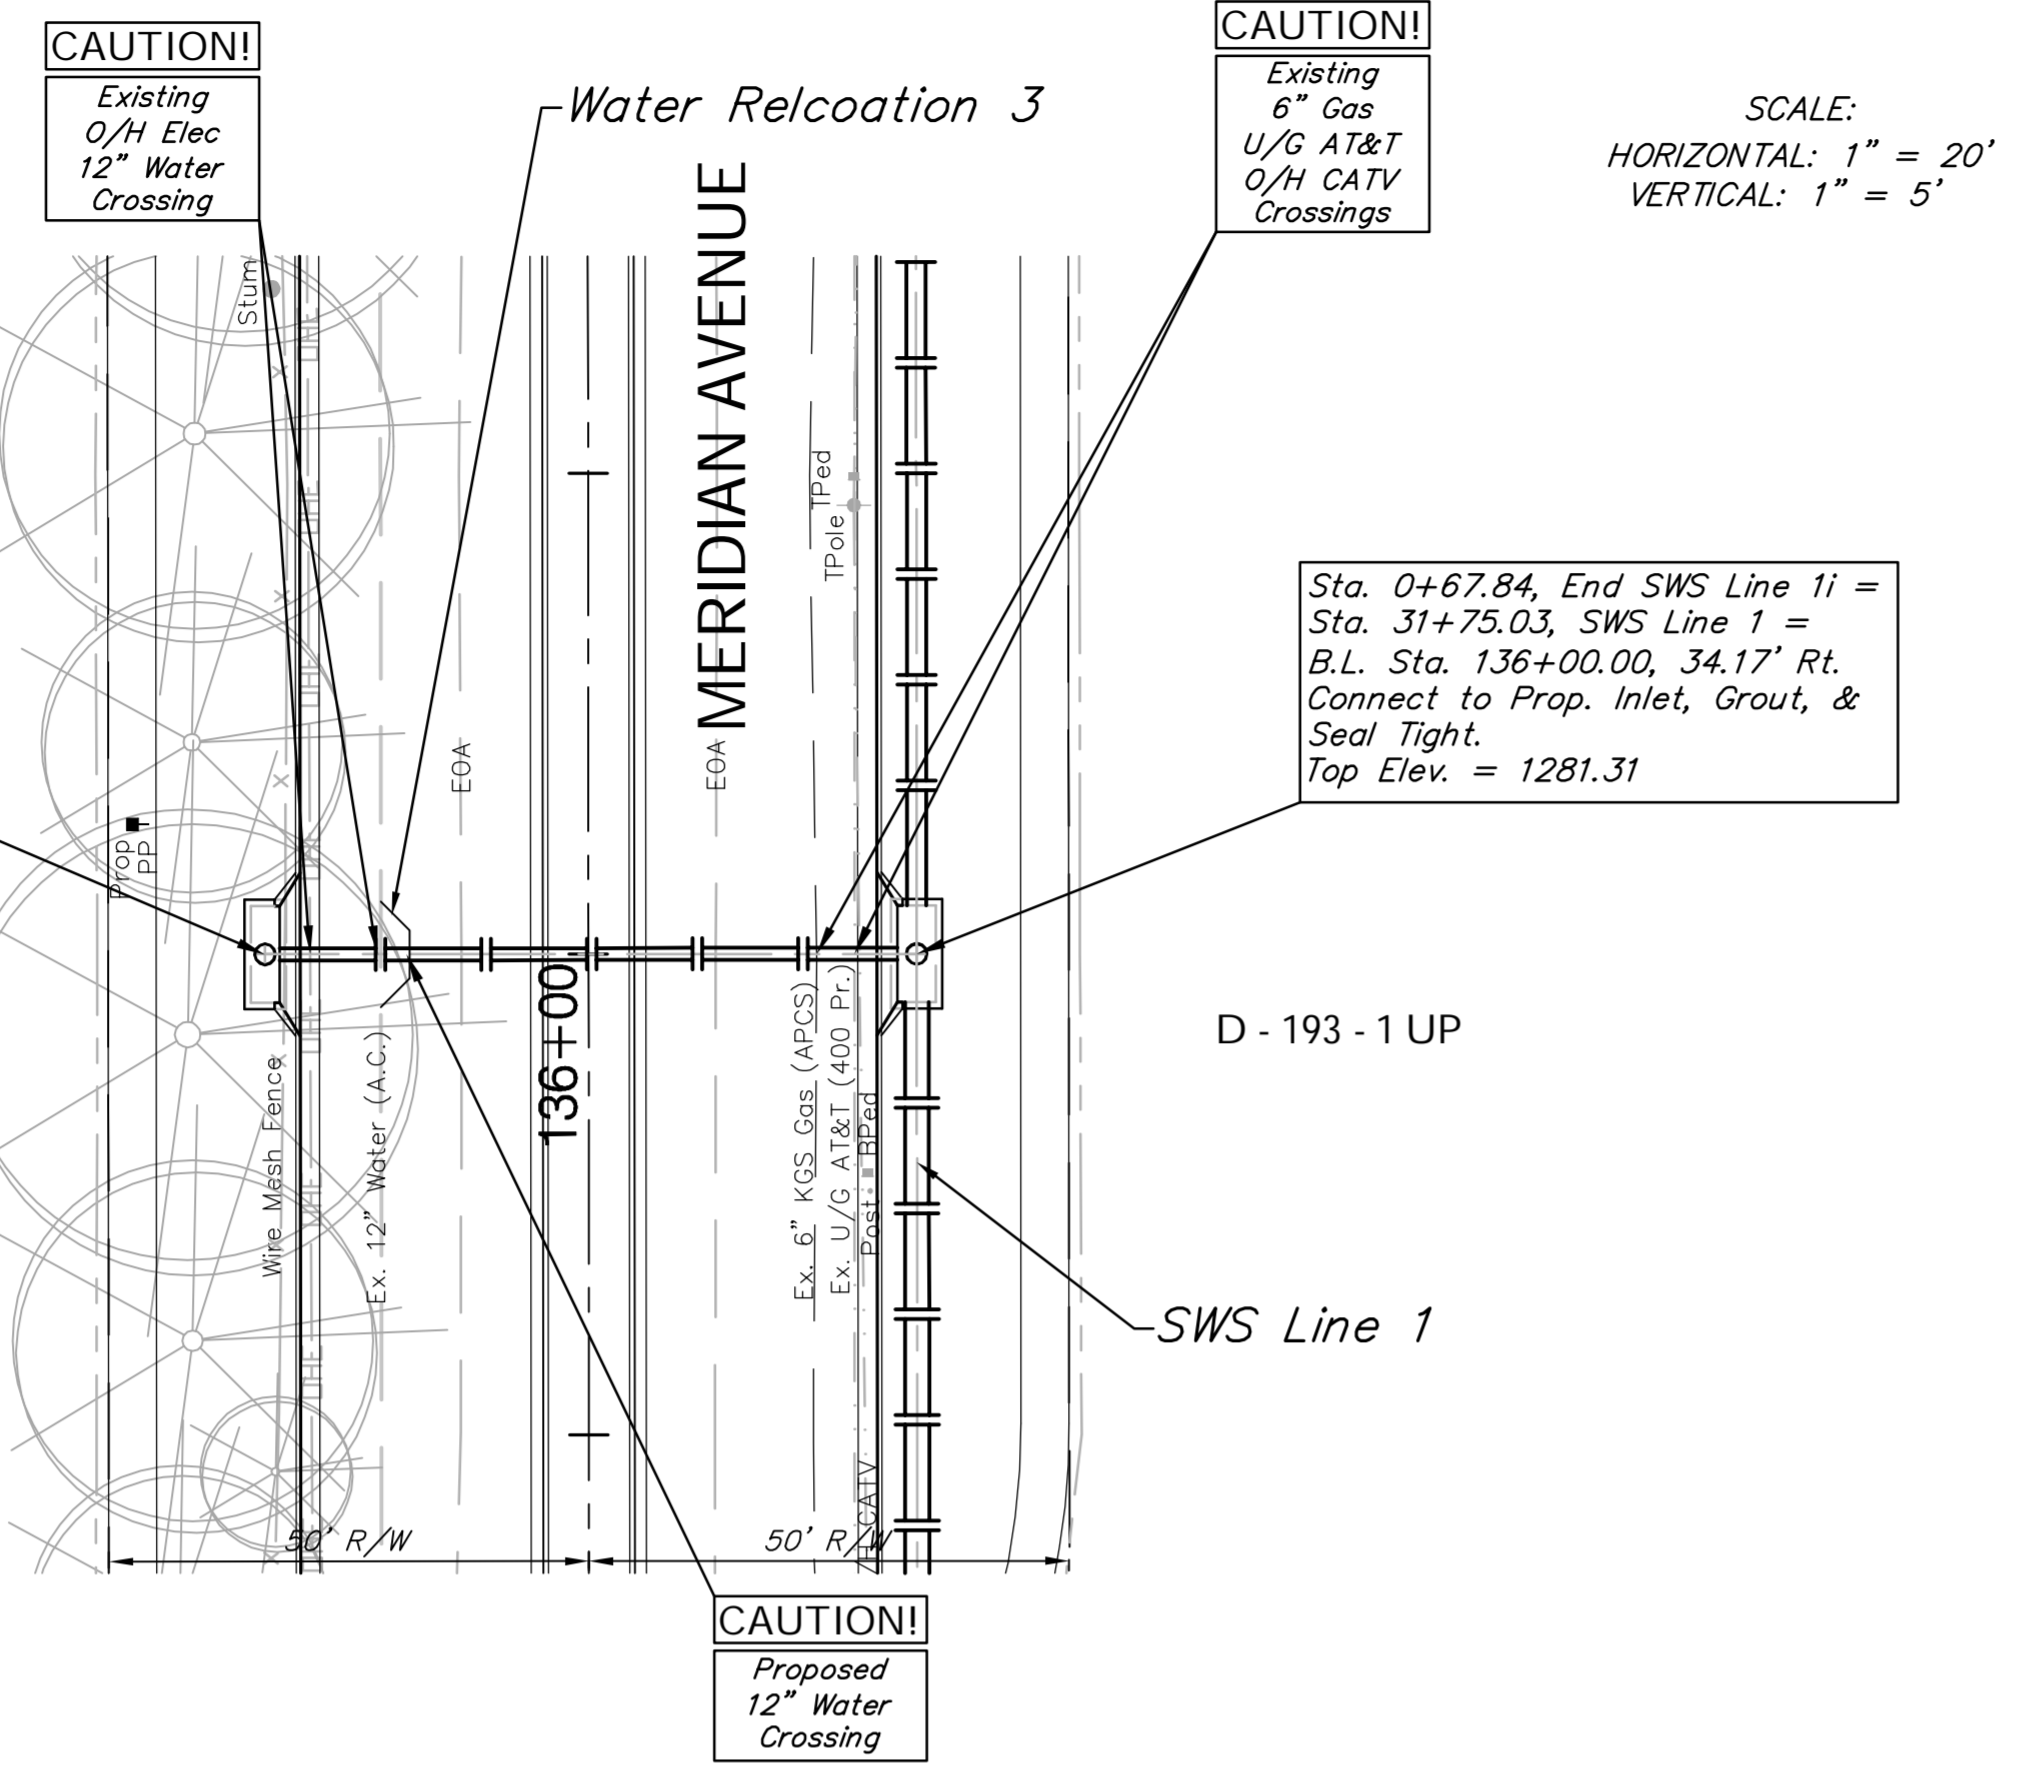 CAUTION!
Existing
O/H Elec
12" Water
Crossing
Water Relcoation 3
CAUTION!
Existing
6" Gas
U/G AT&T
O/H CATV
Crossings
SCALE:
HORIZONTAL: 1" = 20'
VERTICAL: 1" = 5'
MERIDIAN AVENUE
Stum
TPed
TPole
EOA
EOA
Prop
PP
Sta. 0+67.84, End SWS Line 1i =
Sta. 31+75.03, SWS Line 1 =
B.L. Sta. 136+00.00, 34.17' Rt.
Connect to Prop. Inlet, Grout, &
Seal Tight.
Top Elev. = 1281.31
136+00
D - 193 - 1 UP
Wire Mesh Fence
Ex. 12" Water (A.C.)
Ex. 6" KGS Gas (APCS)
Ex. U/G AT&T (400 Pr.)
BPed
Post
SWS Line 1
50' R/W
50' R/W
CATV
CAUTION!
Proposed
12" Water
Crossing